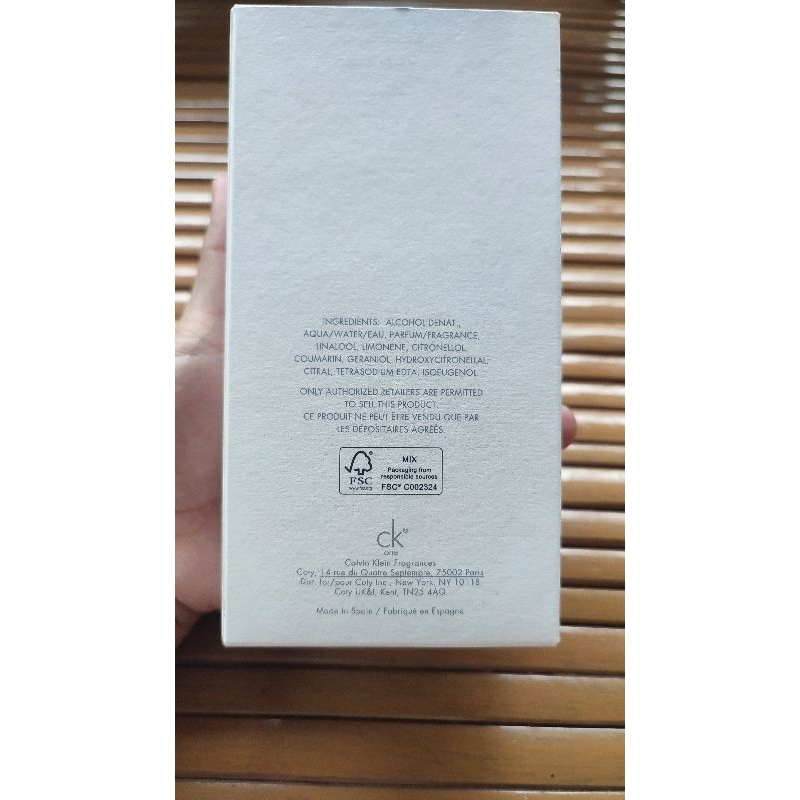 INGREDIENTS: ALCOHOL DENAT.,
AQUA/WATER/EAU, PARFUM/FRAGRANCE,
LINALOOL, LIMONENE, CITRONELLOL,
COUMARIN, GERANIOL, HYDROXYCITRONELLAL,
CITRAL, TETRASODIUM EDTA, ISOEUGENOL
ONLY AUTHORIZED RETAILERS ARE PERMITTED
TO SELL THIS PRODUCT.
CE PRODUIT NE PEUT ÊTRE VENDU QUE PAR
LES DÉPOSITAIRES AGRÉÉS.
FSC
www.fsc.org
MIX
Packaging from
responsible sources
FSC® C002324
ck®
one
Calvin Klein Fragrances
Coty, 14 rue du Quatre Septembre, 75002 Paris
Dist. for/pour Coty Inc., New York, NY 10118
Coty UK&I, Kent, TN25 4AQ
Made in Spain / Fabriqué en Espagne